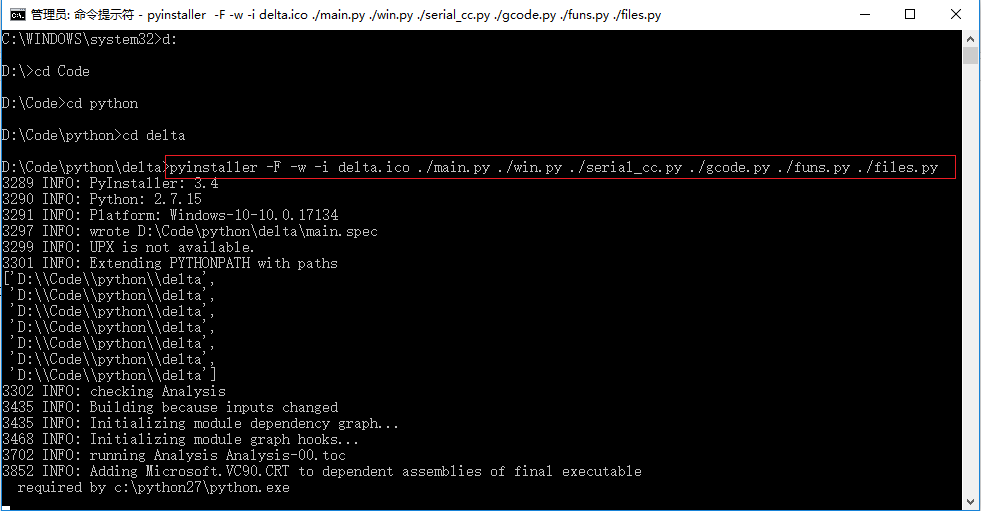 管理员: 命令提示符 - pyinstaller  -F -w -i delta.ico ./main.py ./win.py ./serial_cc.py ./gcode.py ./funs.py ./files.py
C:\WINDOWS\system32>d:
D:\>cd Code
D:\Code>cd python
D:\Code\python>cd delta
D:\Code\python\delta>pyinstaller -F -w -i delta.ico ./main.py ./win.py ./serial_cc.py ./gcode.py ./funs.py ./files.py
3289 INFO: PyInstaller: 3.4
3290 INFO: Python: 2.7.15
3291 INFO: Platform: Windows-10-10.0.17134
3297 INFO: wrote D:\Code\python\delta\main.spec
3299 INFO: UPX is not available.
3301 INFO: Extending PYTHONPATH with paths
['D:\\Code\\python\\delta',
 'D:\\Code\\python\\delta',
 'D:\\Code\\python\\delta',
 'D:\\Code\\python\\delta',
 'D:\\Code\\python\\delta',
 'D:\\Code\\python\\delta',
 'D:\\Code\\python\\delta']
3302 INFO: checking Analysis
3435 INFO: Building because inputs changed
3435 INFO: Initializing module dependency graph...
3468 INFO: Initializing module graph hooks...
3702 INFO: running Analysis Analysis-00.toc
3852 INFO: Adding Microsoft.VC90.CRT to dependent assemblies of final executable
  required by c:\python27\python.exe